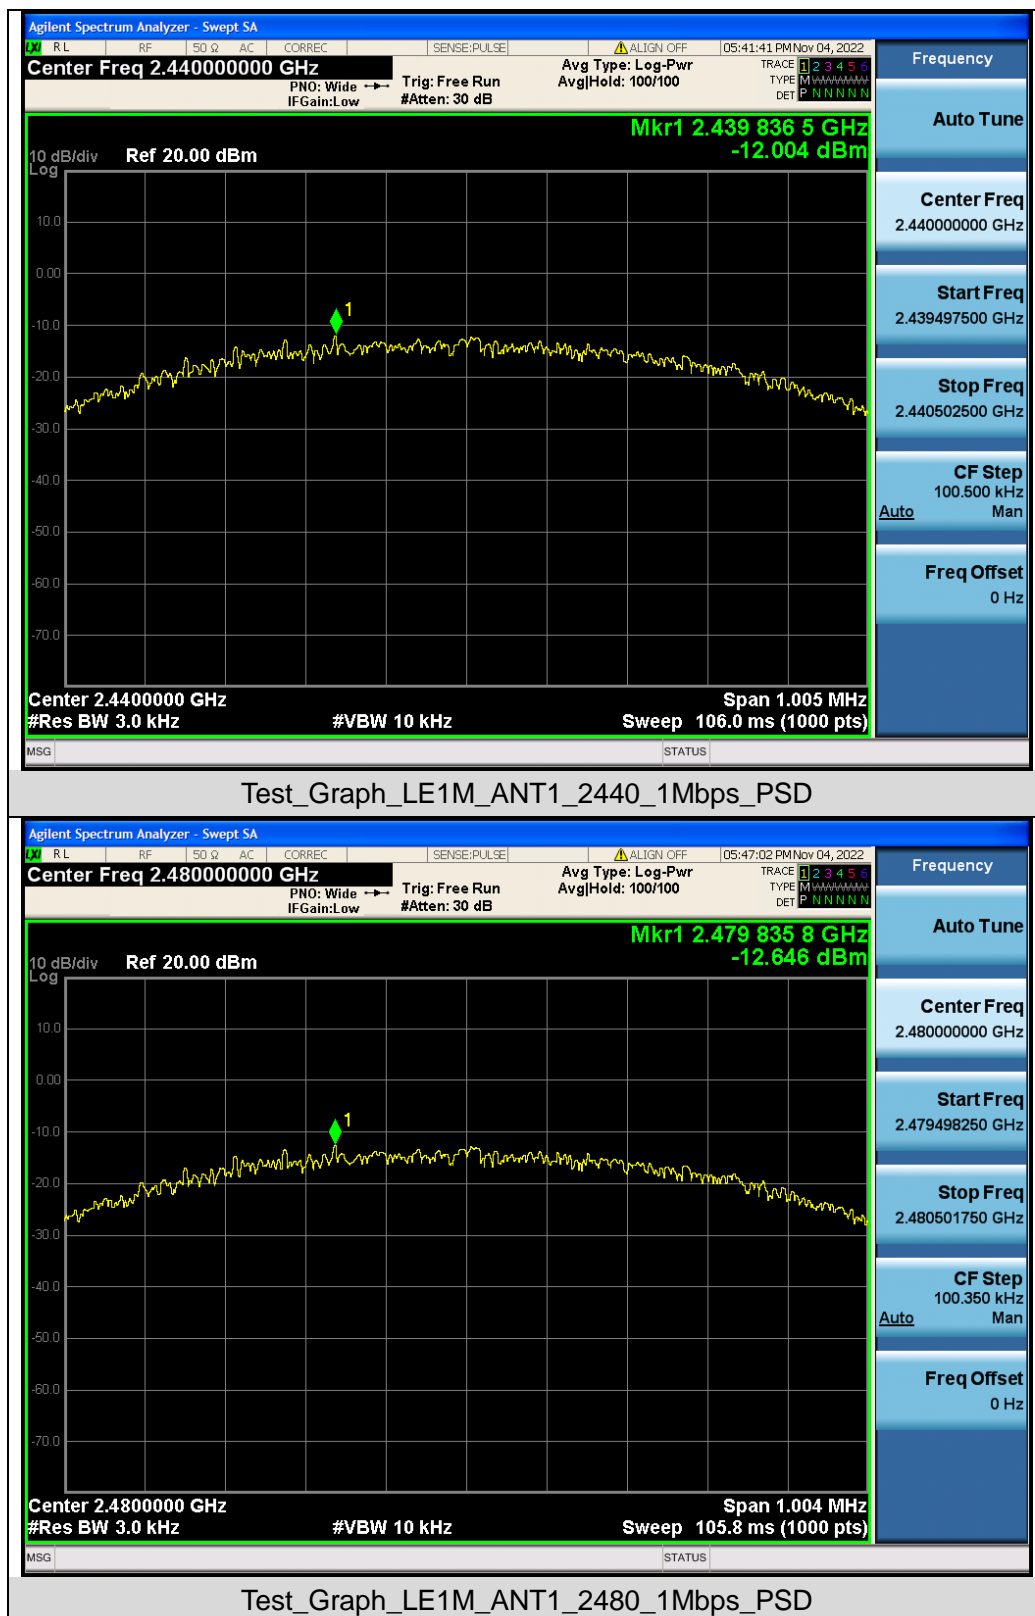 Agilent Spectrum Analyzer - Swept SA
LXI RL RF 50 Ω AC CORREC SENSE:PULSE ALIGN OFF 05:41:41 PM Nov 04, 2022
Center Freq 2.440000000 GHz
PNO: Wide
IFGain:Low
Trig: Free Run
#Atten: 30 dB
Avg Type: Log-Pwr
Avg|Hold: 100/100
TRACE 1 2 3 4 5 6
TYPE M
DET P N N N N N
Mkr1 2.439 836 5 GHz
-12.004 dBm
10 dB/div Ref 20.00 dBm
Log
10.0
0.00
-10.0
-20.0
-30.0
-40.0
-50.0
-60.0
-70.0
1
Center 2.4400000 GHz Span 1.005 MHz
#Res BW 3.0 kHz #VBW 10 kHz Sweep 106.0 ms (1000 pts)
MSG STATUS
Frequency
Auto Tune
Center Freq
2.440000000 GHz
Start Freq
2.439497500 GHz
Stop Freq
2.440502500 GHz
CF Step
100.500 kHz
Auto Man
Freq Offset
0 Hz
Test_Graph_LE1M_ANT1_2440_1Mbps_PSD
Agilent Spectrum Analyzer - Swept SA
LXI RL RF 50 Ω AC CORREC SENSE:PULSE ALIGN OFF 05:47:02 PM Nov 04, 2022
Center Freq 2.480000000 GHz
PNO: Wide
IFGain:Low
Trig: Free Run
#Atten: 30 dB
Avg Type: Log-Pwr
Avg|Hold: 100/100
TRACE 1 2 3 4 5 6
TYPE M
DET P N N N N N
Mkr1 2.479 835 8 GHz
-12.646 dBm
10 dB/div Ref 20.00 dBm
Log
10.0
0.00
-10.0
-20.0
-30.0
-40.0
-50.0
-60.0
-70.0
1
Center 2.4800000 GHz Span 1.004 MHz
#Res BW 3.0 kHz #VBW 10 kHz Sweep 105.8 ms (1000 pts)
MSG STATUS
Frequency
Auto Tune
Center Freq
2.480000000 GHz
Start Freq
2.479498250 GHz
Stop Freq
2.480501750 GHz
CF Step
100.350 kHz
Auto Man
Freq Offset
0 Hz
Test_Graph_LE1M_ANT1_2480_1Mbps_PSD